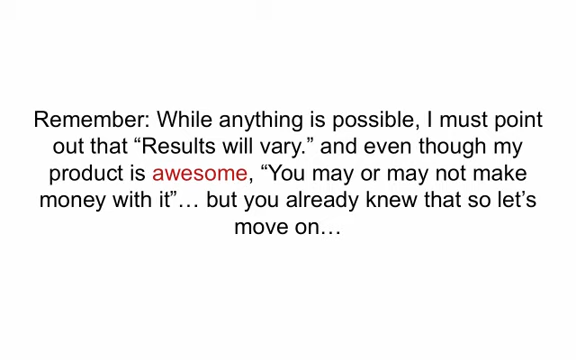 Remember: While anything is possible, I must point
out that “Results will vary.” and even though my
product is awesome, “You may or may not make
money with it”… but you already knew that so let’s
move on…